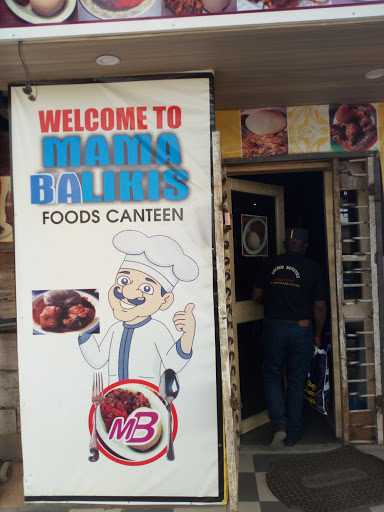 WELCOME TO
MAMA
BALIKIS
FOODS CANTEEN
MB